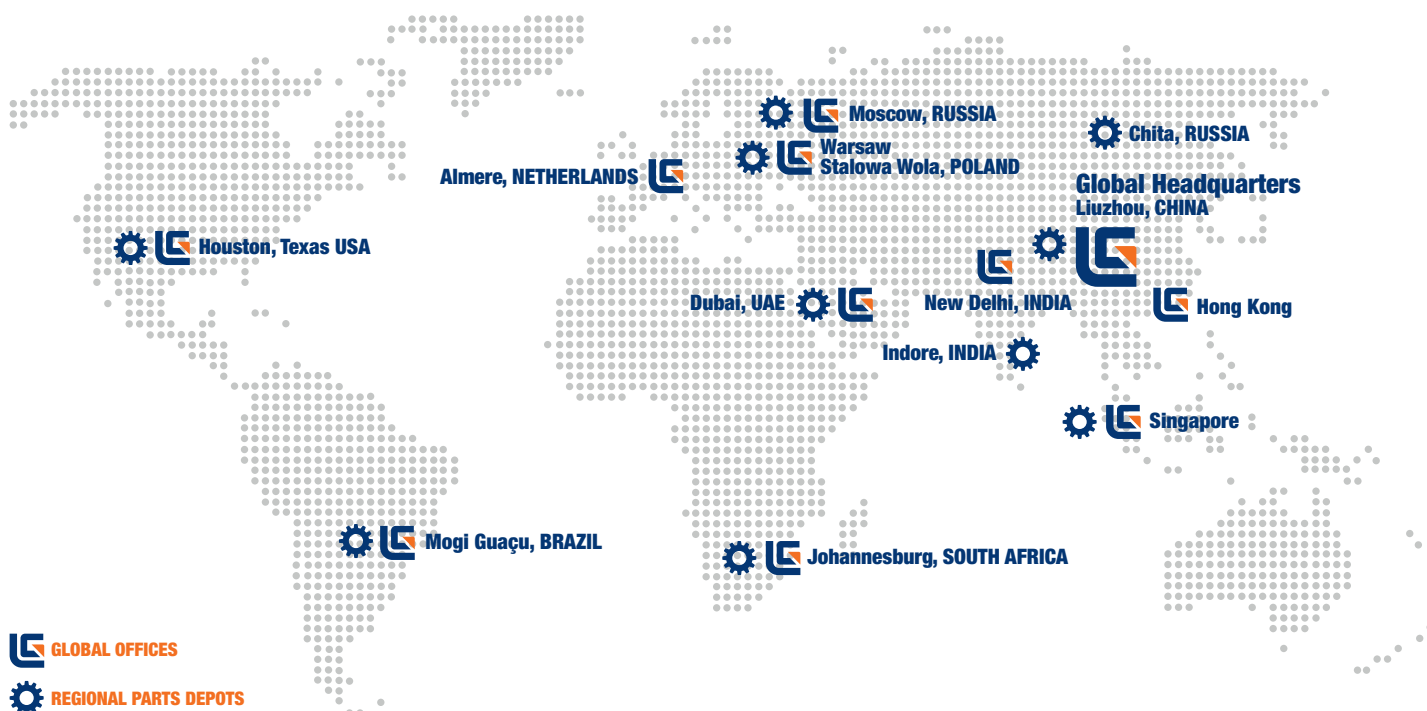 Moscow, RUSSIA
Chita, RUSSIA
Warsaw
Stalowa Wola, POLAND
Almere, NETHERLANDS
Global Headquarters
Liuzhou, CHINA
Houston, Texas USA
Dubai, UAE
New Delhi, INDIA
Hong Kong
Indore, INDIA
Singapore
Mogi Guaçu, BRAZIL
Johannesburg, SOUTH AFRICA
GLOBAL OFFICES
REGIONAL PARTS DEPOTS